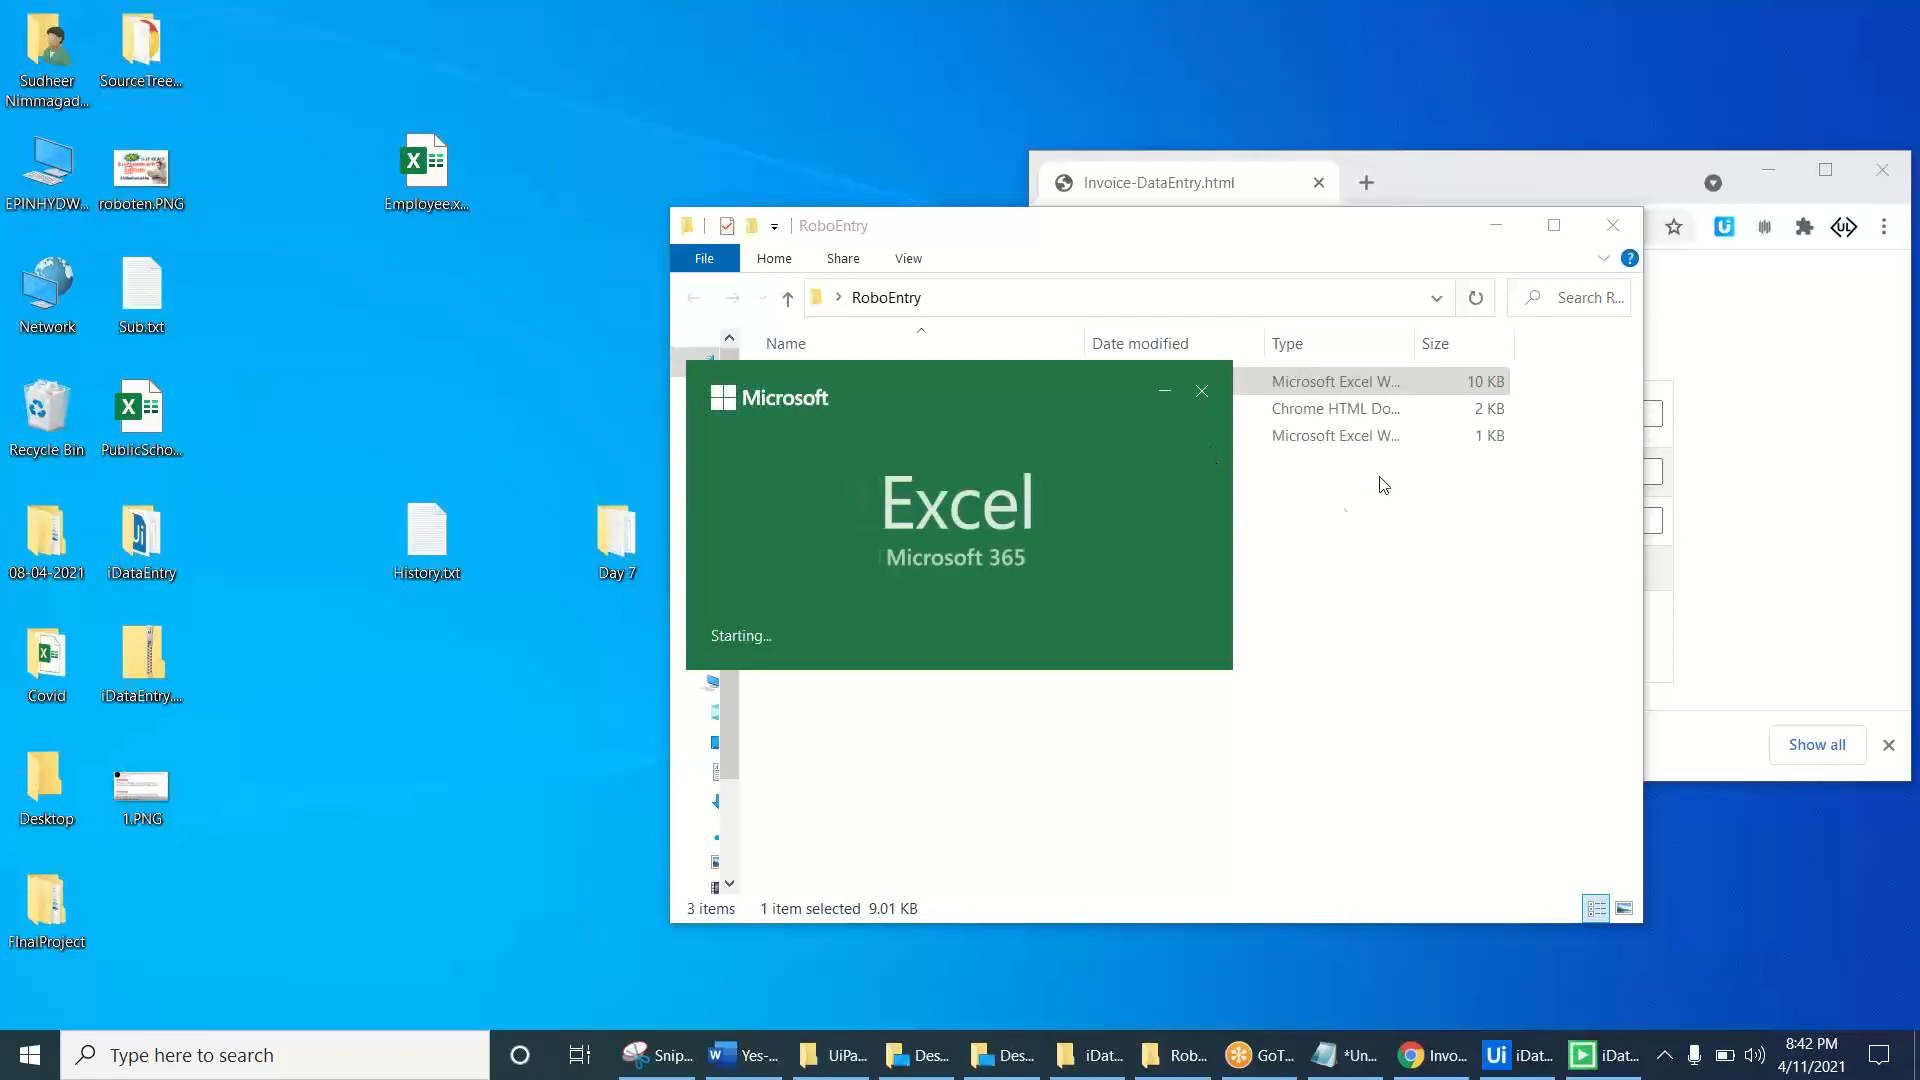 Sudheer
Nimmagad...
SourceTree...
EPINHYDW...
roboten.PNG
Employee.x...
Network
Sub.txt
Recycle Bin
PublicScho...
08-04-2021
iDataEntry
History.txt
Day 7
Covid
iDataEntry....
Desktop
1.PNG
FInalProject
Invoice-DataEntry.html
RoboEntry
File
Home
Share
View
RoboEntry
Search R...
Name
Date modified
Type
Size
Microsoft Excel W...
10 KB
Chrome HTML Do...
2 KB
Microsoft Excel W...
1 KB
Microsoft
Excel
Microsoft 365
Starting...
3 items
1 item selected 9.01 KB
Show all
Type here to search
Snip...
Yes-...
UiPa...
Des...
Des...
iDat...
Rob...
GoT...
*Un...
Invo...
iDat...
iDat...
8:42 PM
4/11/2021